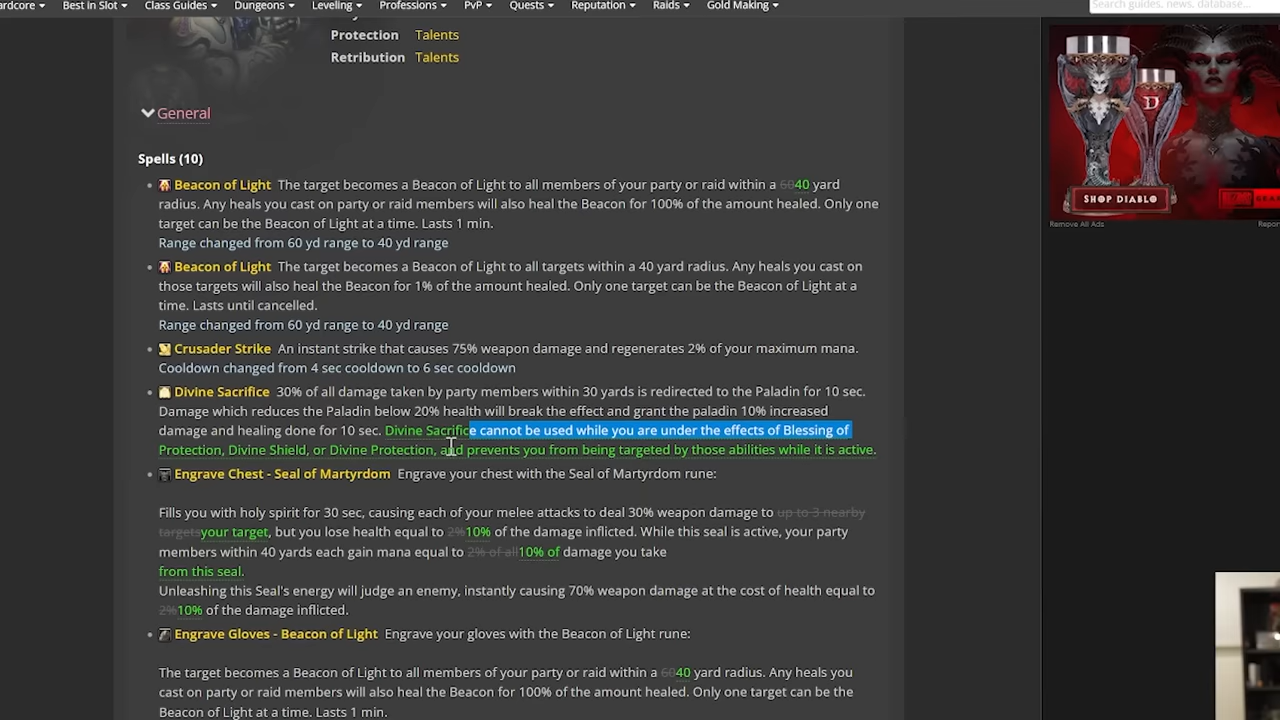 ardcore Best in Slot Class Guides Dungeons Leveling Professions PvP Quests Reputation Raids Gold Making Search guides, news, database...
Protection Talents
Retribution Talents
General
Spells (10)
Beacon of Light The target becomes a Beacon of Light to all members of your party or raid within a 6040 yard
radius. Any heals you cast on party or raid members will also heal the Beacon for 100% of the amount healed. Only one
target can be the Beacon of Light at a time. Lasts 1 min.
Range changed from 60 yd range to 40 yd range
Beacon of Light The target becomes a Beacon of Light to all targets within a 40 yard radius. Any heals you cast on
those targets will also heal the Beacon for 1% of the amount healed. Only one target can be the Beacon of Light at a
time. Lasts until cancelled.
Range changed from 60 yd range to 40 yd range
Crusader Strike An instant strike that causes 75% weapon damage and regenerates 2% of your maximum mana.
Cooldown changed from 4 sec cooldown to 6 sec cooldown
Divine Sacrifice 30% of all damage taken by party members within 30 yards is redirected to the Paladin for 10 sec.
Damage which reduces the Paladin below 20% health will break the effect and grant the paladin 10% increased
damage and healing done for 10 sec. Divine Sacrifice cannot be used while you are under the effects of Blessing of
Protection, Divine Shield, or Divine Protection, and prevents you from being targeted by those abilities while it is active.
Engrave Chest - Seal of Martyrdom Engrave your chest with the Seal of Martyrdom rune:
Fills you with holy spirit for 30 sec, causing each of your melee attacks to deal 30% weapon damage to up to 3 nearby
targetsyour target, but you lose health equal to 2%10% of the damage inflicted. While this seal is active, your party
members within 40 yards each gain mana equal to 2% of all10% of damage you take
from this seal.
Unleashing this Seal's energy will judge an enemy, instantly causing 70% weapon damage at the cost of health equal to
2%10% of the damage inflicted.
Engrave Gloves - Beacon of Light Engrave your gloves with the Beacon of Light rune:
The target becomes a Beacon of Light to all members of your party or raid within a 6040 yard radius. Any heals you
cast on party or raid members will also heal the Beacon for 100% of the amount healed. Only one target can be the
Beacon of Light at a time. Lasts 1 min.
D
SHOP DIABLO
Remove All Ads Repor